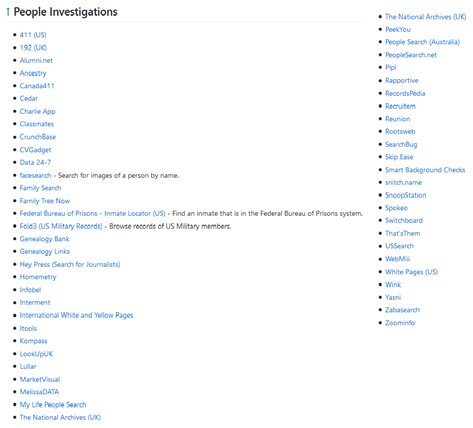 ↑ People Investigations
411 (US)
192 (UK)
Alumni.net
Ancestry
Canada411
Cedar
Charlie App
Classmates
CrunchBase
CVGadget
Data 24-7
facesearch - Search for images of a person by name.
Family Search
Family Tree Now
Federal Bureau of Prisons - Inmate Locator (US) - Find an inmate that is in the Federal Bureau of Prisons system.
Fold3 (US Military Records) - Browse records of US Military members.
Genealogy Bank
Genealogy Links
Hey Press (Search for Journalists)
Homemetry
Infobel
Interment
International White and Yellow Pages
Itools
Kompass
LookUpUK
Lullar
MarketVisual
MelissaDATA
My Life People Search
The National Archives (UK)
The National Archives (UK)
PeekYou
People Search (Australia)
PeopleSearch.net
Pipl
Rapportive
RecordsPedia
Recruitem
Reunion
Rootsweb
SearchBug
Skip Ease
Smart Background Checks
snitch.name
SnoopStation
Spokeo
Switchboard
That'sThem
USSearch
WebMiii
White Pages (US)
Wink
Yasni
Zabasearch
Zoominfo